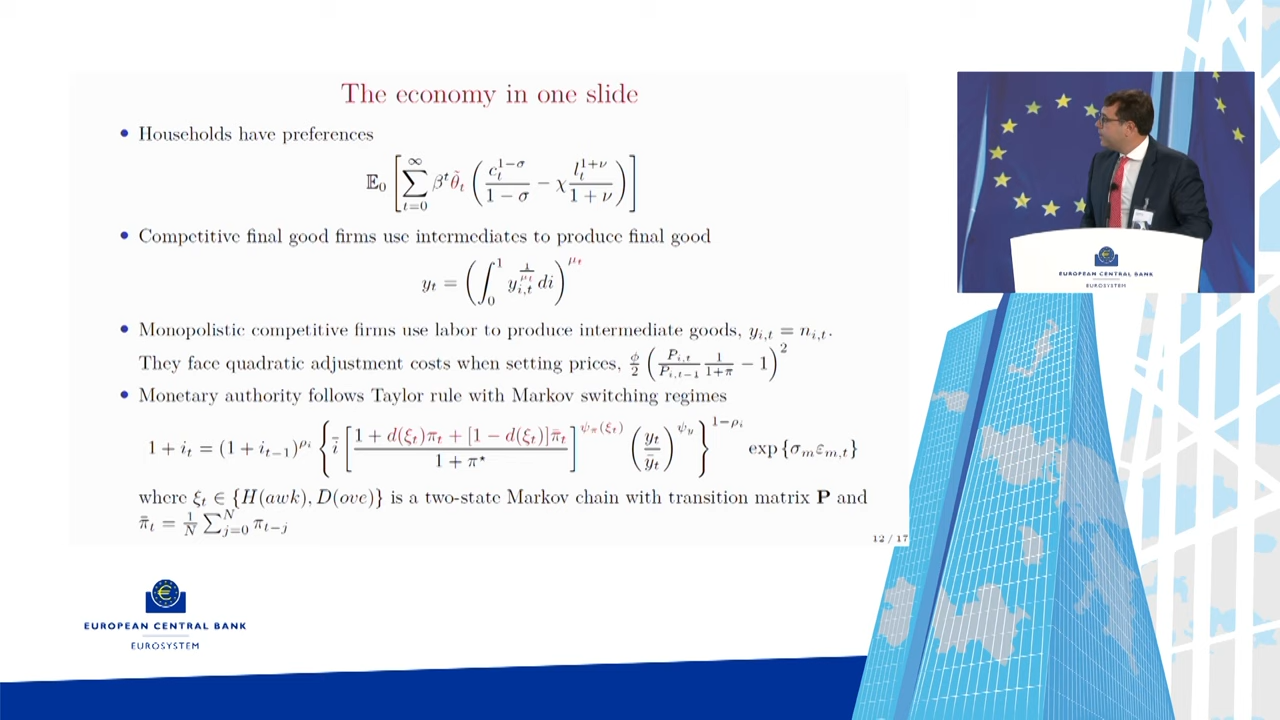 The economy in one slide
• Households have preferences
𝔼₀ [ ∑_{t=0}^{∞} β^t θ̃_t ( c_t^{1−σ} / (1 − σ) − χ l_t^{1+ν} / (1 + ν) ) ]
• Competitive final good firms use intermediates to produce final good
y_t = ( ∫_0^1 y_{i,t}^{1/μ_t} di )^{μ_t}
• Monopolistic competitive firms use labor to produce intermediate goods, y_{i,t} = n_{i,t}.
They face quadratic adjustment costs when setting prices, ϕ/2 ( P_{i,t} / P_{i,t−1} 1/(1+π) − 1 )^2
• Monetary authority follows Taylor rule with Markov switching regimes
1 + i_t = (1 + i_{t−1})^{ρ_i} { ī [ (1 + d(ξ_t)π_t + [1 − d(ξ_t)]π̄_t) / (1 + π⋆) ]^{ψ_π(ξ_t)} ( y_t / ȳ_t )^{ψ_y} }^{1−ρ_i} exp{σ_m ε_{m,t}}
where ξ_t ∈ {H(awk), D(ove)} is a two-state Markov chain with transition matrix P and
π̄_t = 1/N ∑_{j=0}^{N} π_{t−j}
12 / 17
EUROPEAN CENTRAL BANK
EUROSYSTEM
EUROPEAN CENTRAL BANK
EUROSYSTEM